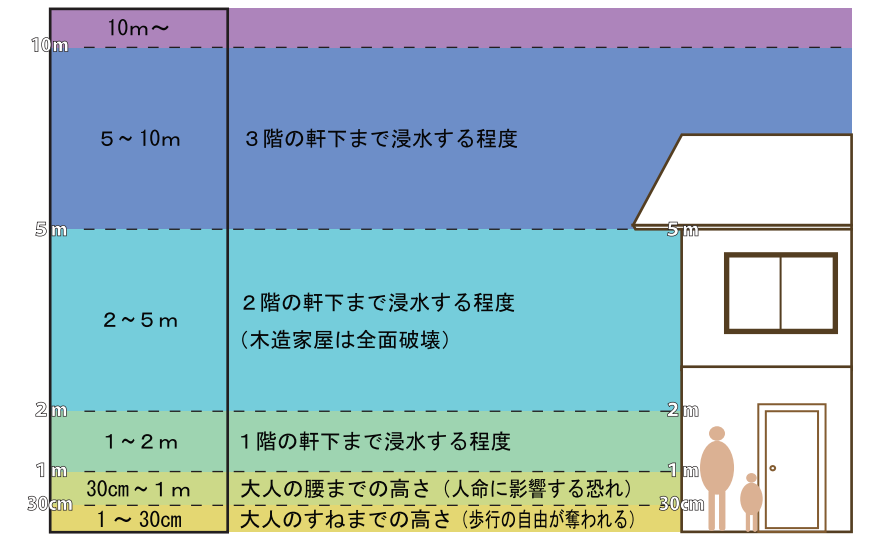 10m～
10m
5～10m
3階の軒下まで浸水する程度
5m
5m
2～5m
2階の軒下まで浸水する程度
（木造家屋は全面破壊）
2m
2m
1～2m
1階の軒下まで浸水する程度
1m
1m
30cm～1m
大人の腰までの高さ（人命に影響する恐れ）
30cm
30cm
1～30cm
大人のすねまでの高さ（歩行の自由が奪われる）